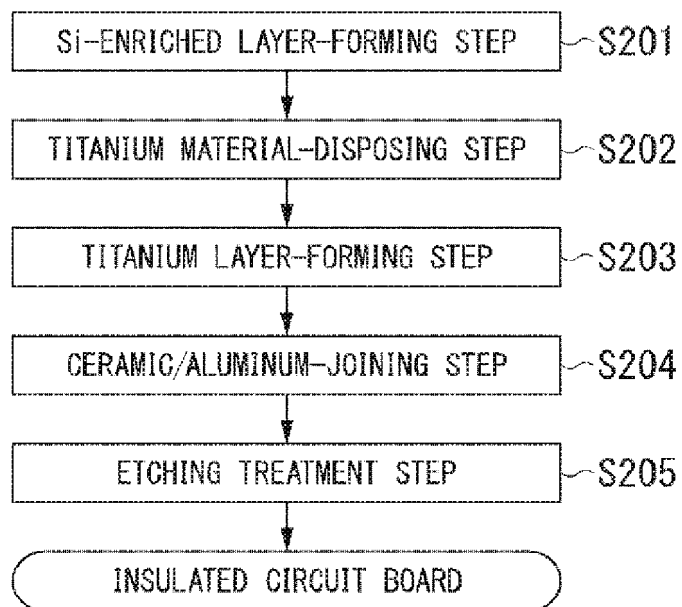 Si-ENRICHED LAYER-FORMING STEP S201
TITANIUM MATERIAL-DISPOSING STEP S202
TITANIUM LAYER-FORMING STEP S203
CERAMIC/ALUMINUM-JOINING STEP S204
ETCHING TREATMENT STEP S205
INSULATED CIRCUIT BOARD